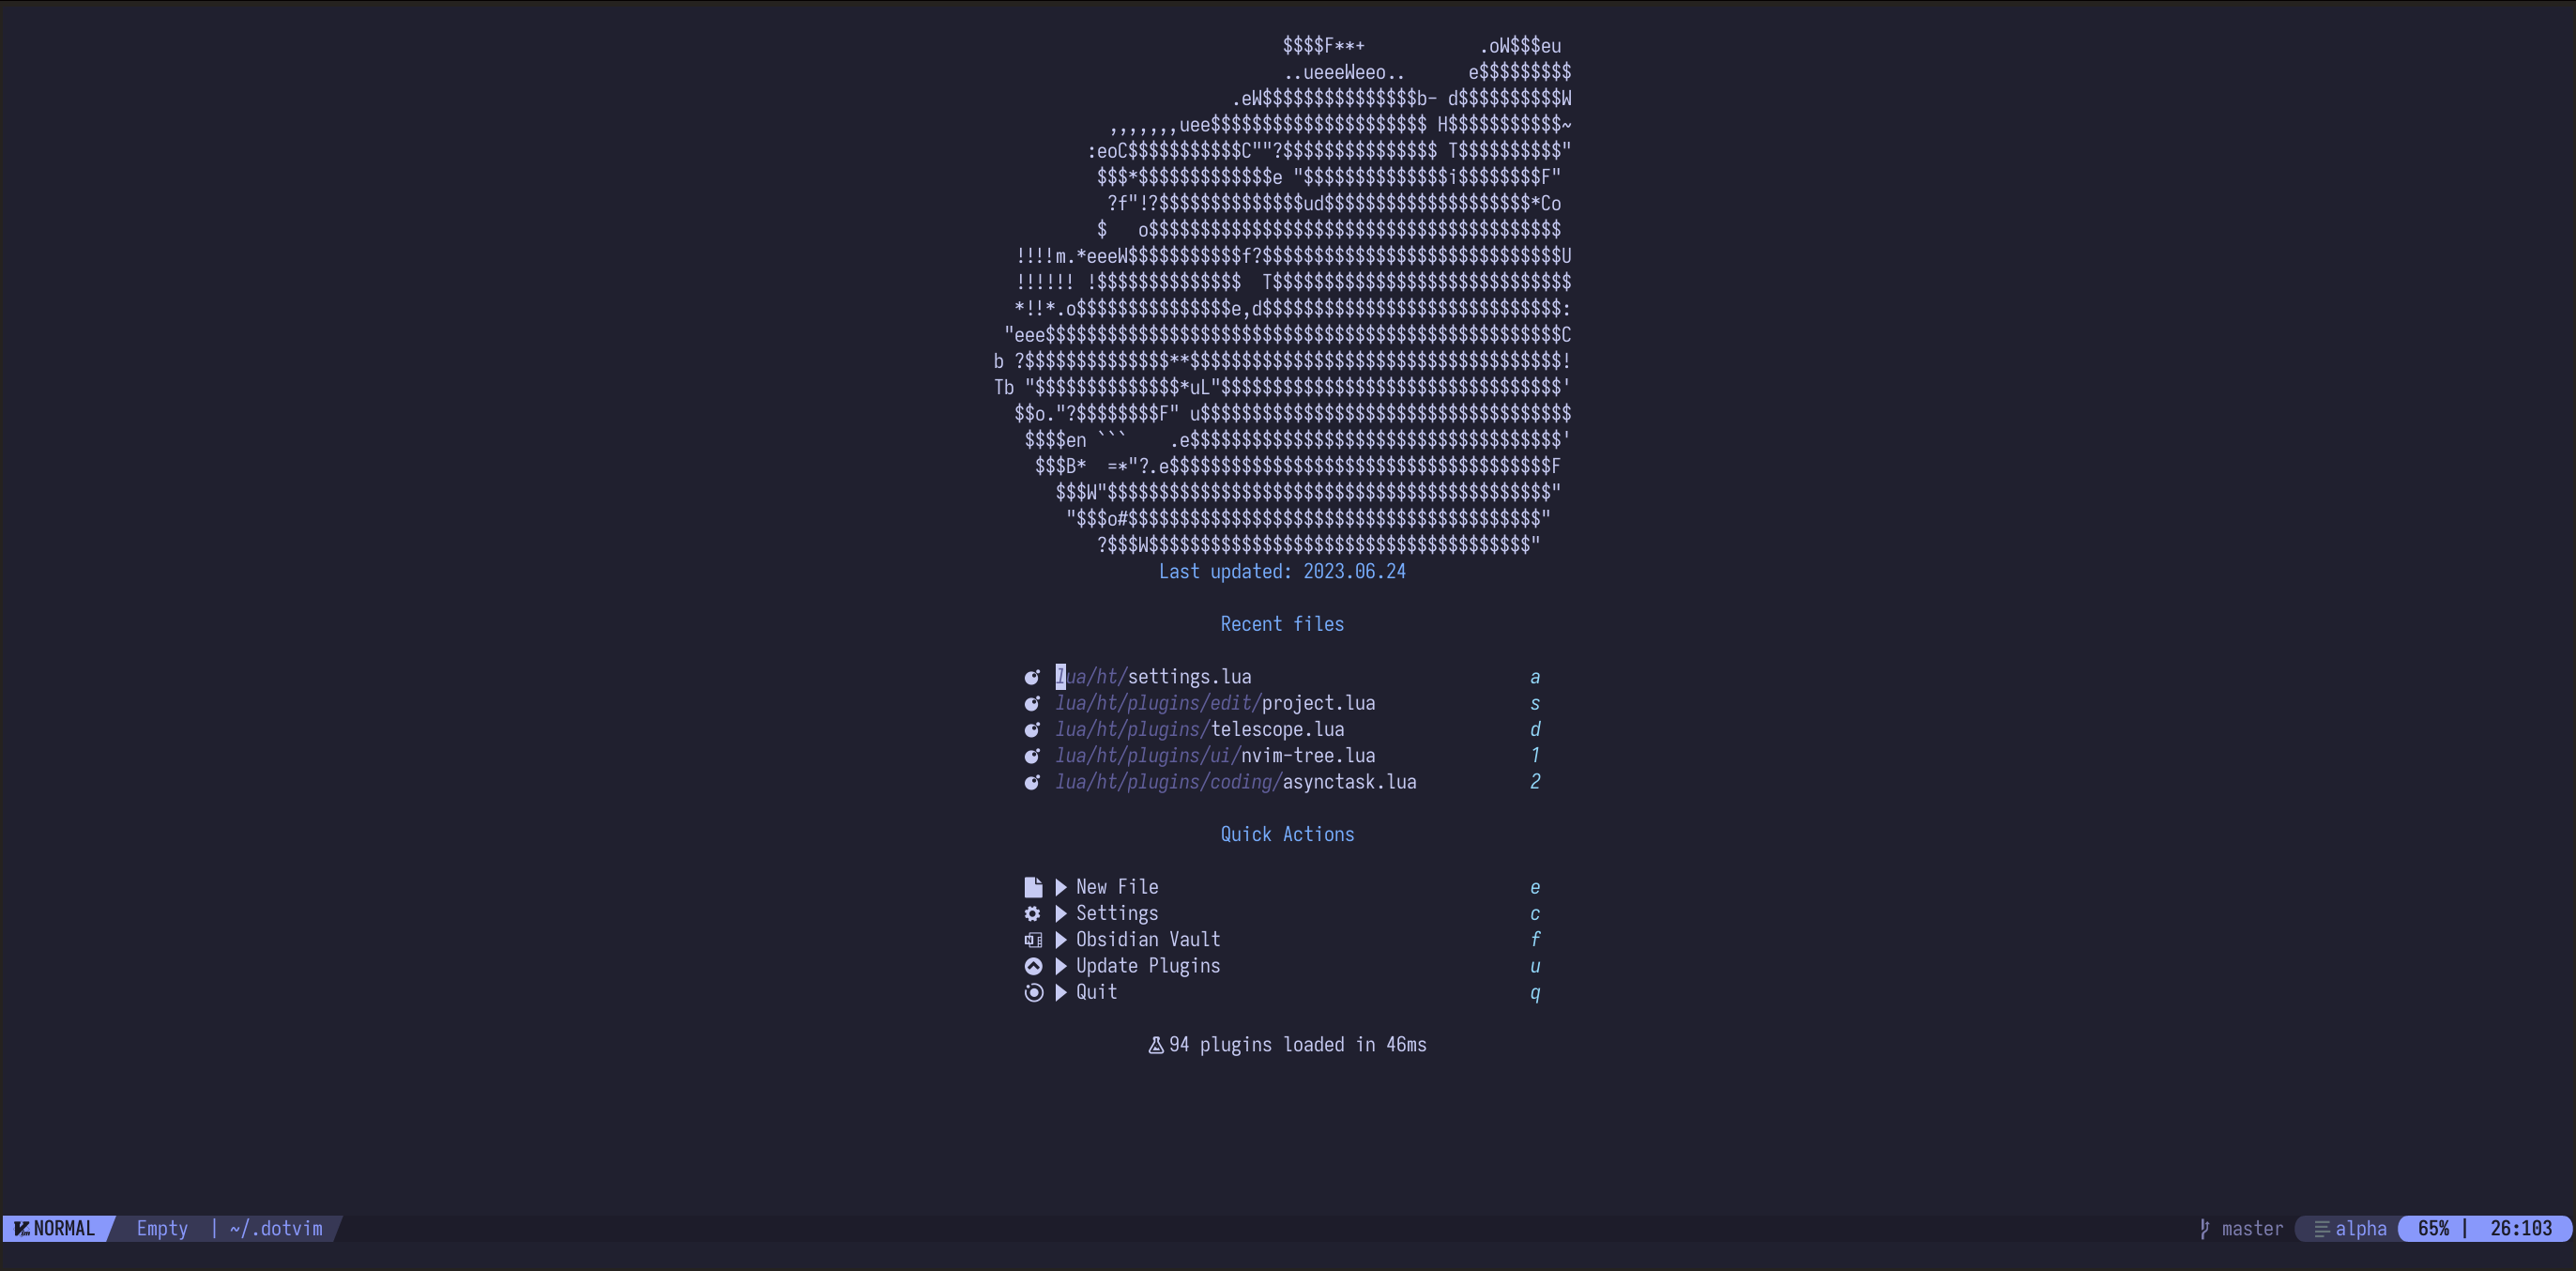 $$$$F**+           .oW$$$eu
..ueeeWeeo..      e$$$$$$$$$
.eW$$$$$$$$$$$$$$$b- d$$$$$$$$$$W
,,,,,,,uee$$$$$$$$$$$$$$$$$$$$$ H$$$$$$$$$$$~
:eoC$$$$$$$$$$$C""?$$$$$$$$$$$$$$$ T$$$$$$$$$$"
$$$*$$$$$$$$$$$$$e "$$$$$$$$$$$$$$i$$$$$$$$F"
?f"!?$$$$$$$$$$$$$$ud$$$$$$$$$$$$$$$$$$$$*Co
$   o$$$$$$$$$$$$$$$$$$$$$$$$$$$$$$$$$$$$$$$$
!!!!m.*eeeW$$$$$$$$$$$f?$$$$$$$$$$$$$$$$$$$$$$$$$$$$$U
!!!!!! !$$$$$$$$$$$$$$  T$$$$$$$$$$$$$$$$$$$$$$$$$$$$$
*!!*.o$$$$$$$$$$$$$$$e,d$$$$$$$$$$$$$$$$$$$$$$$$$$$$$:
"eee$$$$$$$$$$$$$$$$$$$$$$$$$$$$$$$$$$$$$$$$$$$$$$$$$$C
b ?$$$$$$$$$$$$$$**$$$$$$$$$$$$$$$$$$$$$$$$$$$$$$$$$$$$!
Tb "$$$$$$$$$$$$$$*uL"$$$$$$$$$$$$$$$$$$$$$$$$$$$$$$$$$'
$$o."?$$$$$$$$F" u$$$$$$$$$$$$$$$$$$$$$$$$$$$$$$$$$$$$
$$$$en ```    .e$$$$$$$$$$$$$$$$$$$$$$$$$$$$$$$$$$$$'
$$$B*  =*"?.e$$$$$$$$$$$$$$$$$$$$$$$$$$$$$$$$$$$$$F
$$$W"$$$$$$$$$$$$$$$$$$$$$$$$$$$$$$$$$$$$$$$$$$$"
"$$$o#$$$$$$$$$$$$$$$$$$$$$$$$$$$$$$$$$$$$$$$$"
?$$$W$$$$$$$$$$$$$$$$$$$$$$$$$$$$$$$$$$$$$"
Last updated: 2023.06.24
Recent files
lua/ht/settings.lua a
lua/ht/plugins/edit/project.lua s
lua/ht/plugins/telescope.lua d
lua/ht/plugins/ui/nvim-tree.lua 1
lua/ht/plugins/coding/asynctask.lua 2
Quick Actions
New File e
Settings c
Obsidian Vault f
Update Plugins u
Quit q
94 plugins loaded in 46ms
NORMAL Empty | ~/.dotvim master alpha 65% | 26:103